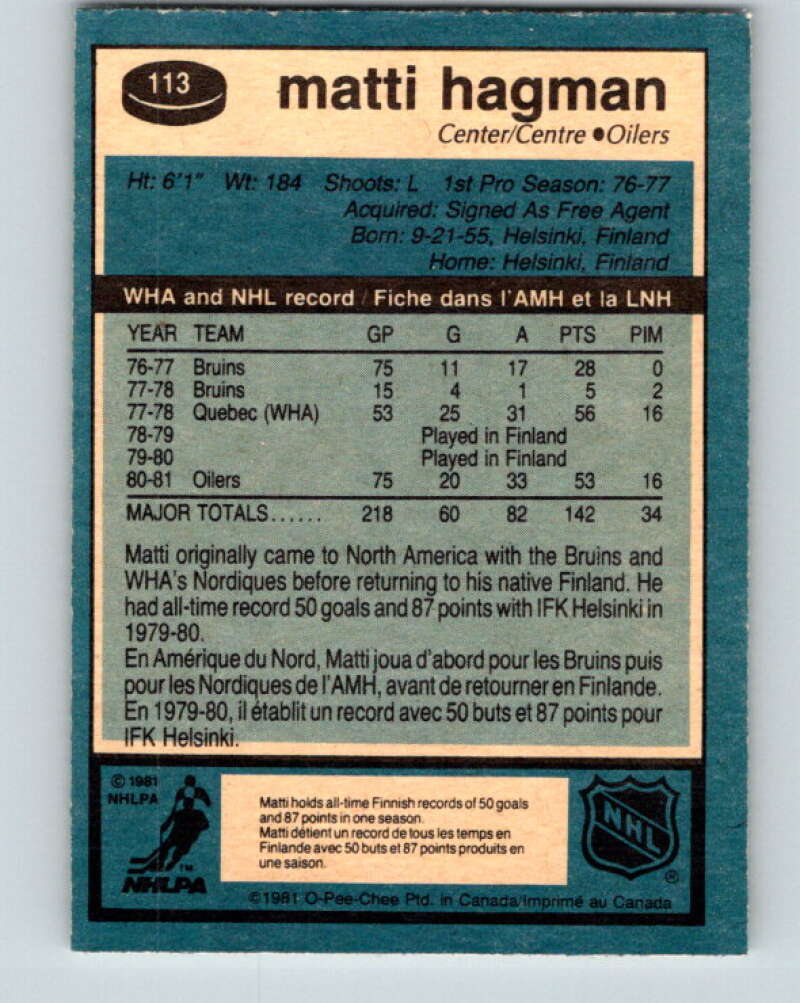 113
matti hagman
Center/Centre ●Oilers
Ht: 6'1" Wt: 184 Shoots: L 1st Pro Season: 76-77
Acquired: Signed As Free Agent
Born: 9-21-55, Helsinki, Finland
Home: Helsinki, Finland
WHA and NHL record / Fiche dans l'AMH et la LNH
YEAR TEAM GP G A PTS PIM
76-77 Bruins 75 11 17 28 0
77-78 Bruins 15 4 1 5 2
77-78 Quebec (WHA) 53 25 31 56 16
78-79 Played in Finland
79-80 Played in Finland
80-81 Oilers 75 20 33 53 16
MAJOR TOTALS...... 218 60 82 142 34
Matti originally came to North America with the Bruins and
WHA's Nordiques before returning to his native Finland. He
had all-time record 50 goals and 87 points with IFK Helsinki in
1979-80.
En Amérique du Nord, Matti joua d'abord pour les Bruins puis
pour les Nordiques de l'AMH, avant de retourner en Finlande.
En 1979-80, il établit un record avec 50 buts et 87 points pour
IFK Helsinki.
© 1981
NHLPA
TM
NHLPA
Matti holds all-time Finnish records of 50 goals
and 87 points in one season.
Matti détient un record de tous les temps en
Finlande avec 50 buts et 87 points produits en
une saison.
NHL
®
©1981 O-Pee-Chee Ptd. in Canada/Imprimé au Canada